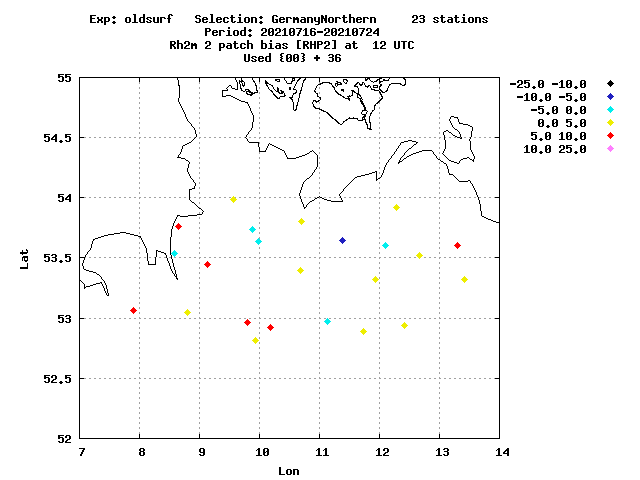 Exp: oldsurf   Selection: GermanyNorthern     23 stations
Period: 20210716-20210724
Rh2m 2 patch bias [RHP2] at  12 UTC
Used {00} + 36
55
54.5
54
53.5
53
52.5
52
7 8 9 10 11 12 13 14
Lat
Lon
-25.0 -10.0
-10.0 -5.0
-5.0 0.0
0.0 5.0
5.0 10.0
10.0 25.0